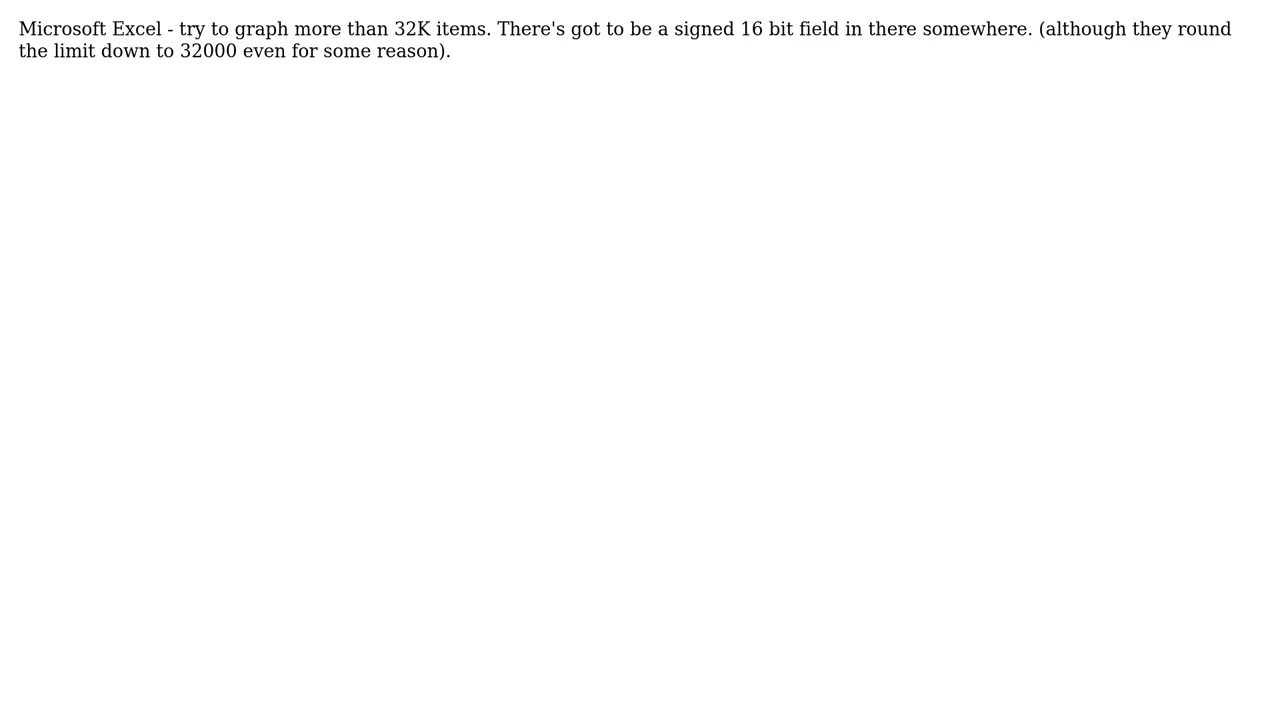 Microsoft Excel - try to graph more than 32K items. There's got to be a signed 16 bit field in there somewhere. (although they round
the limit down to 32000 even for some reason).